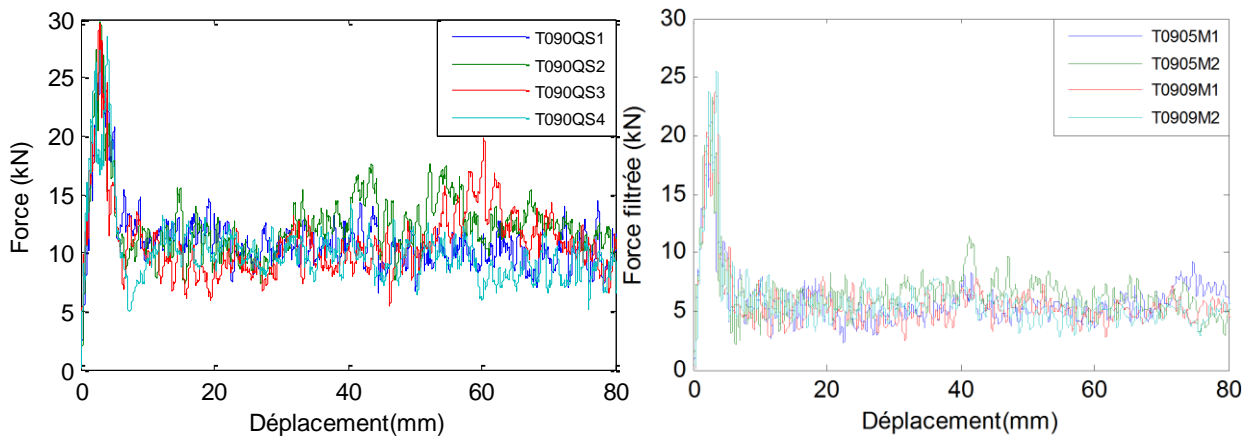 30
25
20
15
10
5
0
Force (kN)
0 20 40 60 80
Déplacement(mm)
T090QS1
T090QS2
T090QS3
T090QS4
30
25
20
15
10
5
0
Force filtrée (kN)
0 20 40 60 80
Déplacement(mm)
T0905M1
T0905M2
T0909M1
T0909M2